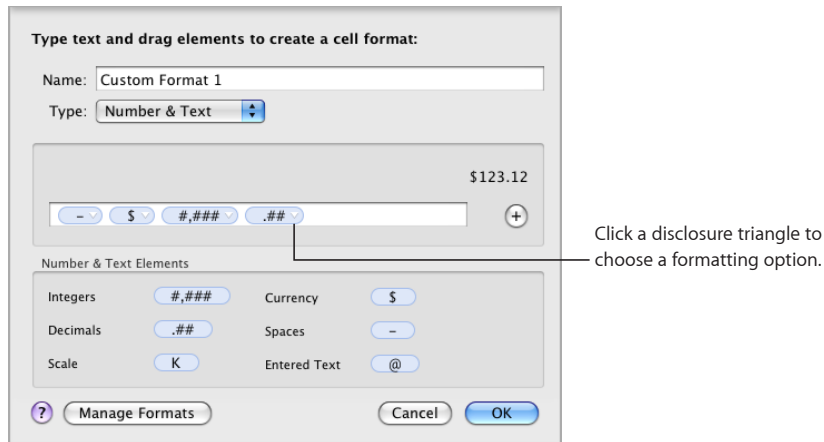 Type text and drag elements to create a cell format:
Name: Custom Format 1
Type: Number & Text
$123.12
– $ #,### .##
+
Click a disclosure triangle to
choose a formatting option.
Number & Text Elements
Integers #,### Currency $
Decimals .## Spaces –
Scale K Entered Text @
? Manage Formats Cancel OK